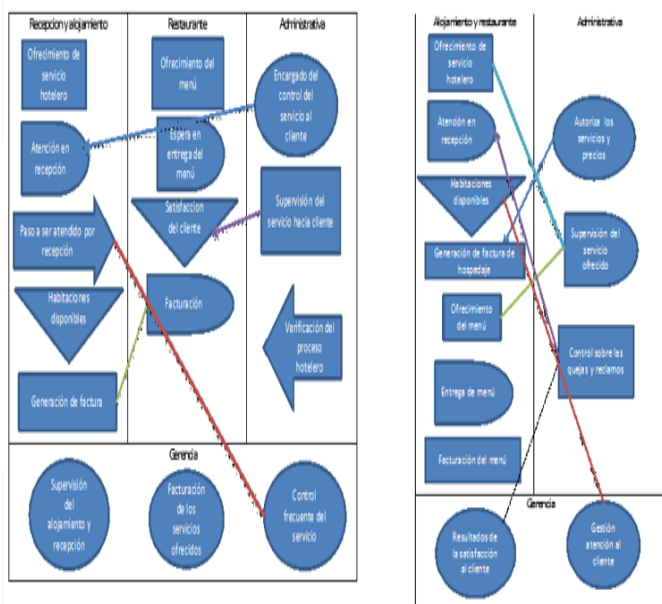 Recepcion y alojamiento
Restaurante
Administrativa
Ofrecimiento de
servicio
hotelero
Ofrecimiento del
menú
Encargado del
control del
servicio al
cliente
Atención en
recepción
Espera en
entrega del
menú
Paso a ser atendido por
recepción
Satisfaccion
del cliente
Supervisión del
servicio hacia cliente
Habitaciones
disponibles
Facturación
Verificación del
proceso
hotelero
Generación de factura
Gerencia
Supervisión
del
alojamiento y
recepción
Facturación
de los
servicios
ofrecidos
Control
frecuente del
servicio
Alojamiento y restaurante
Administrativa
Ofrecimiento de
servicio
hotelero
Atención en
recepción
Autoriza los
servicios y
precios
Habitaciones
disponibles
Generación de factura de
hospedaje
Supervisión del
servicio
ofrecido
Ofrecimiento
del menú
Control sobre las
quejas y reclamos
Entrega de menú
Facturación del menú
Gerencia
Resultados de
la satisfacción
al cliente
Gestión
atención al
cliente